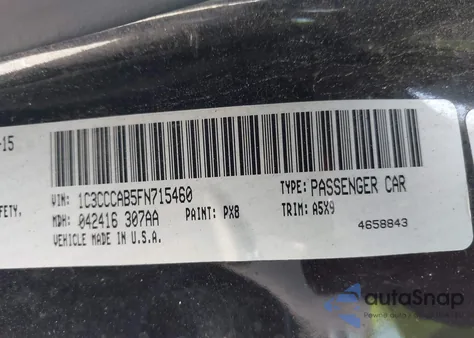 -15
FETY.
VIN: 1C3CCCAB5FN715460
TYPE: PASSENGER CAR
MDH: 042416 307AA
PAINT: PX8
TRIM: A5X9
VEHICLE MADE IN U.S.A.
4658843
autoSnap